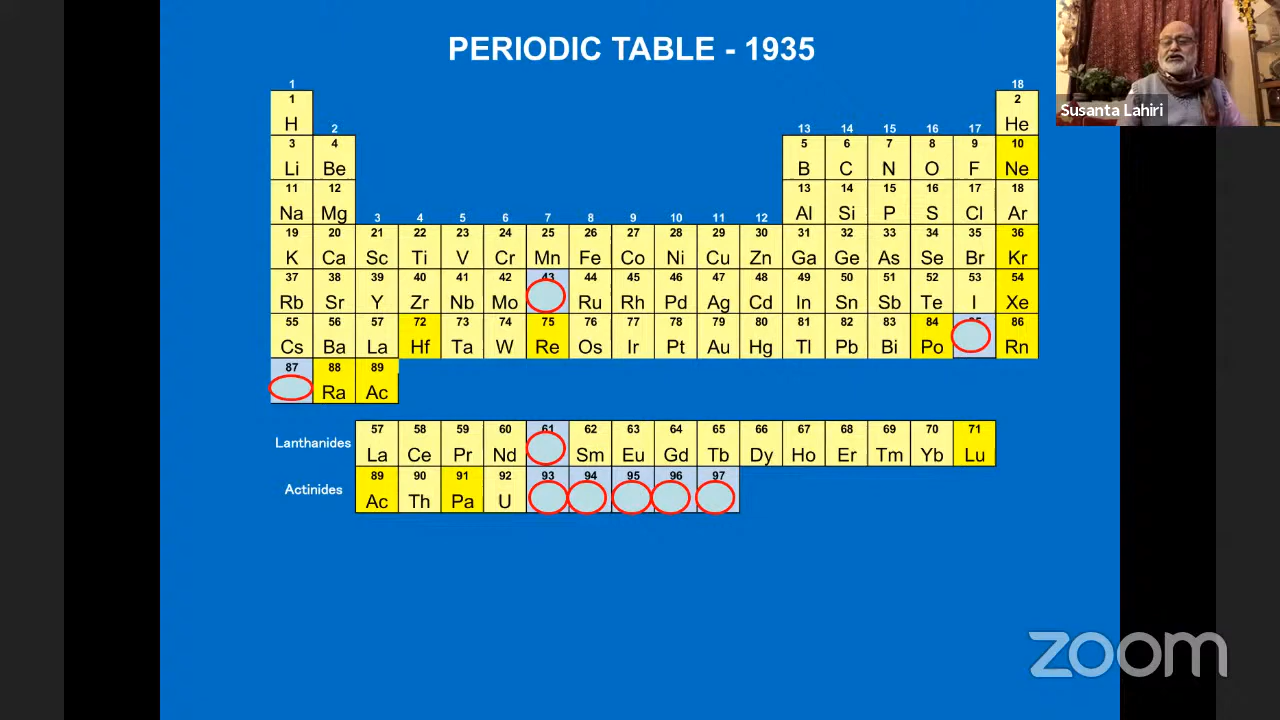 PERIODIC TABLE - 1935
Susanta Lahiri
1 18
1 2
H 2 13 14 15 16 17 He
3 4 5 6 7 8 9 10
Li Be B C N O F Ne
11 12 13 14 15 16 17 18
Na Mg 3 4 5 6 7 8 9 10 11 12 Al Si P S Cl Ar
19 20 21 22 23 24 25 26 27 28 29 30 31 32 33 34 35 36
K Ca Sc Ti V Cr Mn Fe Co Ni Cu Zn Ga Ge As Se Br Kr
37 38 39 40 41 42 43 44 45 46 47 48 49 50 51 52 53 54
Rb Sr Y Zr Nb Mo Ru Rh Pd Ag Cd In Sn Sb Te I Xe
55 56 57 72 73 74 75 76 77 78 79 80 81 82 83 84 85 86
Cs Ba La Hf Ta W Re Os Ir Pt Au Hg Tl Pb Bi Po Rn
87 88 89
Ra Ac
57 58 59 60 61 62 63 64 65 66 67 68 69 70 71
Lanthanides La Ce Pr Nd Sm Eu Gd Tb Dy Ho Er Tm Yb Lu
89 90 91 92 93 94 95 96 97
Actinides Ac Th Pa U
zoom